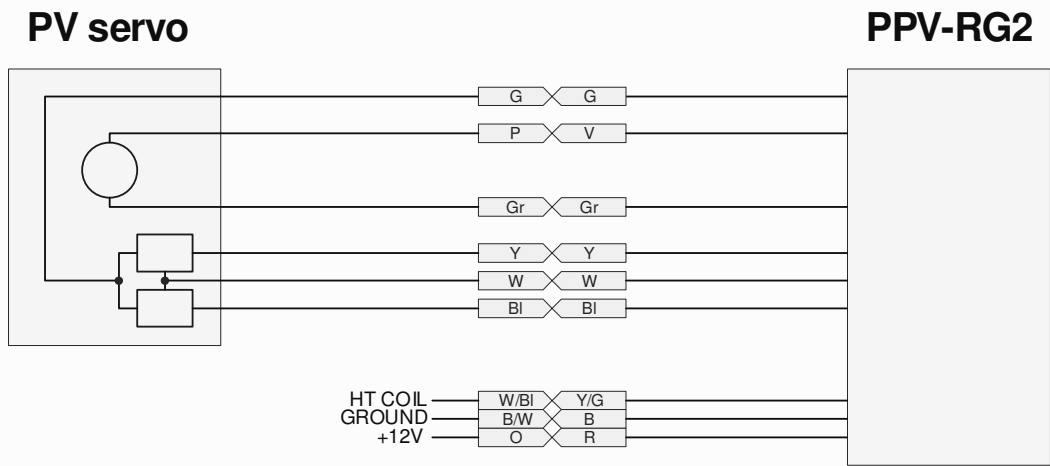 PV servo PPV-RG2
G G
P V
Gr Gr
Y Y
W W
Bl Bl
HT COIL W/Bl Y/G
GROUND B/W B
+12V O R